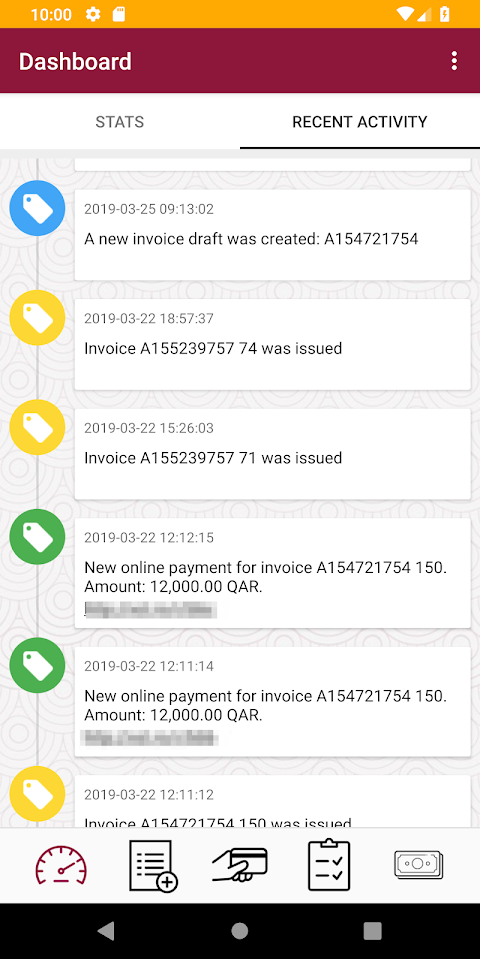 10:00
Dashboard
STATS
RECENT ACTIVITY
2019-03-25 09:13:02
A new invoice draft was created: A154721754
2019-03-22 18:57:37
Invoice A155239757 74 was issued
2019-03-22 15:26:03
Invoice A155239757 71 was issued
2019-03-22 12:12:15
New online payment for invoice A154721754 150.
Amount: 12,000.00 QAR.
2019-03-22 12:11:14
New online payment for invoice A154721754 150.
Amount: 12,000.00 QAR.
2019-03-22 12:11:12
Invoice A154721754 150 was issued